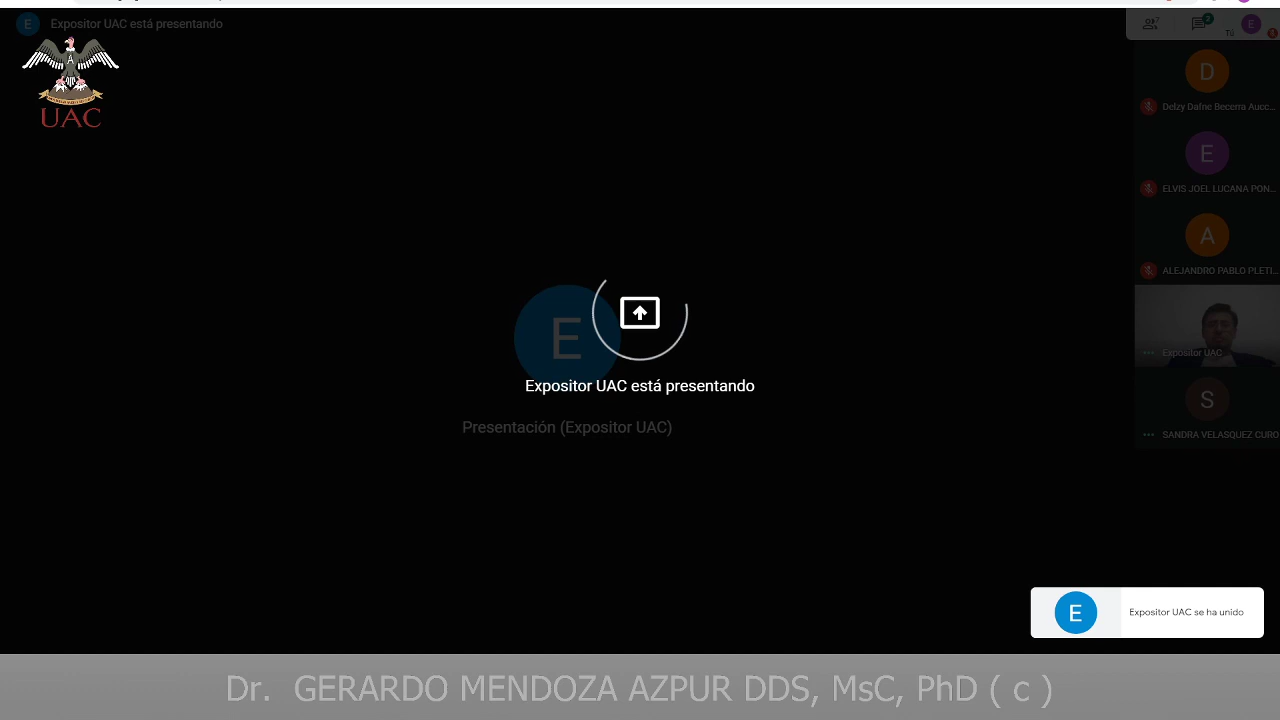 Expositor UAC está presentando
UAC
Tú
E
D
Delzy Dafne Becerra Aucc...
E
ELVIS JOEL LUCANA PON...
A
ALEJANDRO PABLO PLETI...
Expositor UAC
S
SANDRA VELASQUEZ CURO
E
Expositor UAC está presentando
Presentación (Expositor UAC)
E
Expositor UAC se ha unido
Dr. GERARDO MENDOZA AZPUR DDS, MsC, PhD ( c )